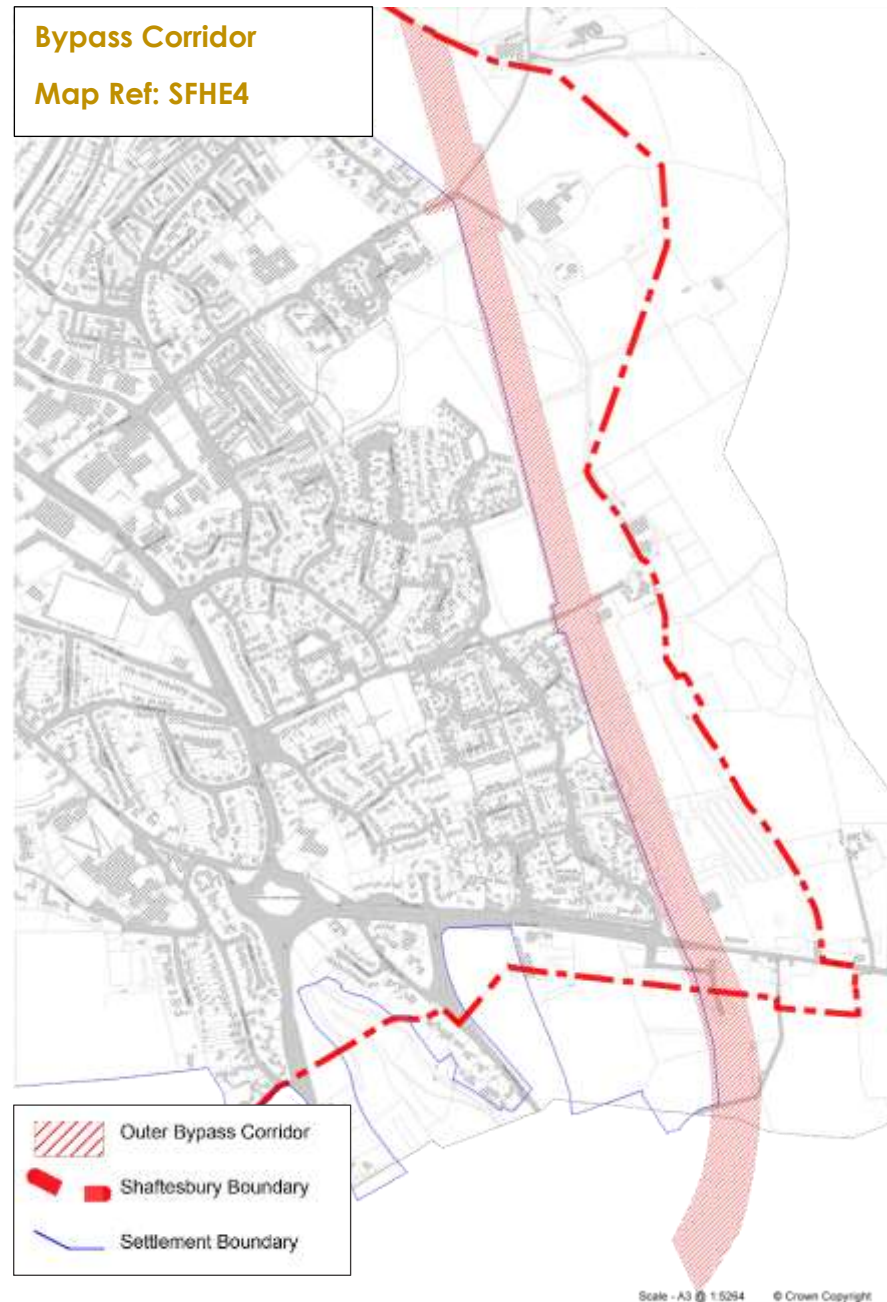 Bypass Corridor
Map Ref: SFHE4
Outer Bypass Corridor
Shaftesbury Boundary
Settlement Boundary
Scale - A3 @ 1:5264 © Crown Copyright